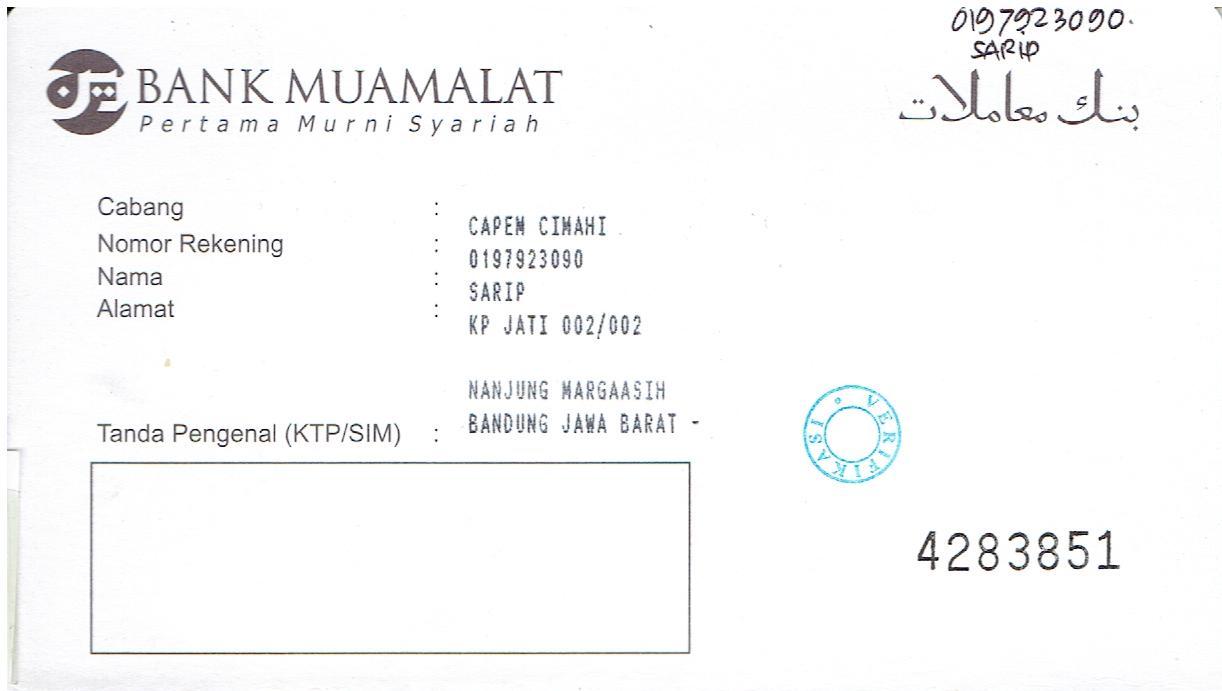 0197923090.
SARIP
BANK MUAMALAT
Pertama Murni Syariah
بنك معاملات
Cabang : CAPEM CIMAHI
Nomor Rekening : 0197923090
Nama : SARIP
Alamat : KP JATI 002/002
NANJUNG MARGAASIH
BANDUNG JAWA BARAT -
Tanda Pengenal (KTP/SIM) :
VERIFIKASI
4283851